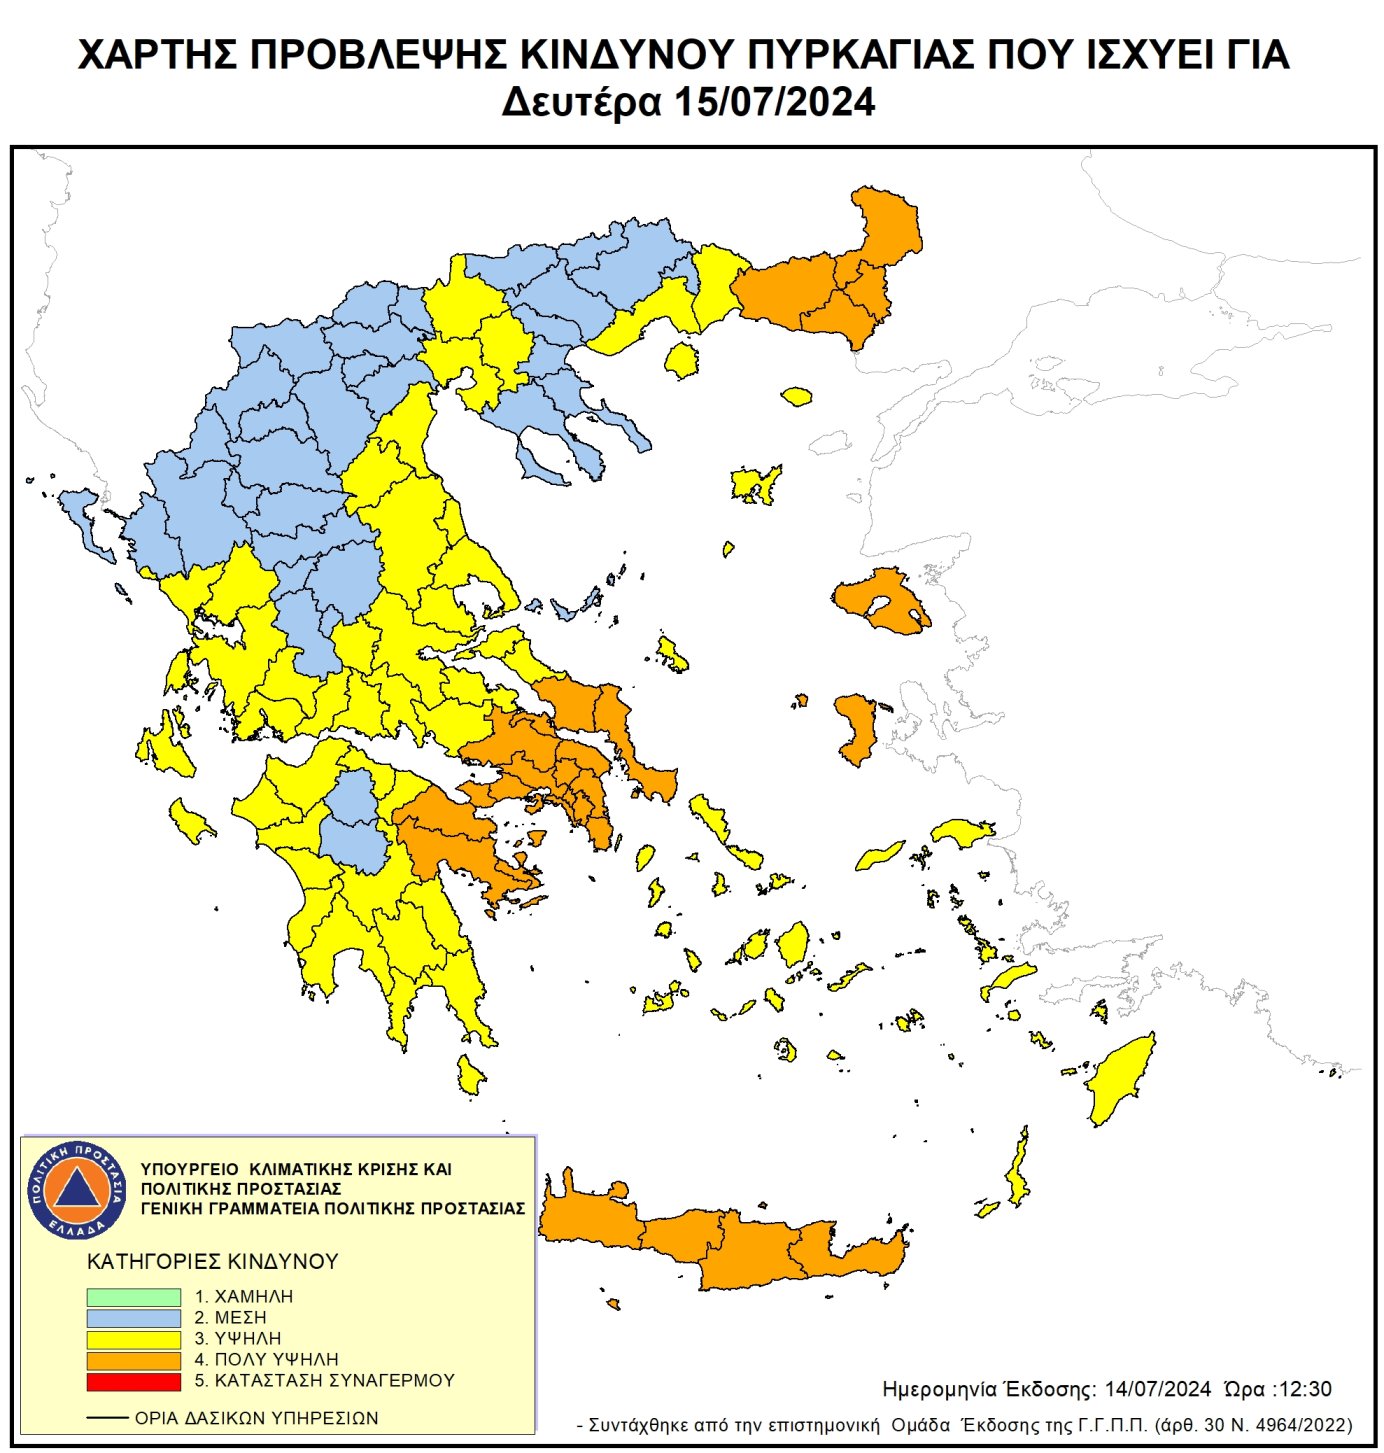 ΧΑΡΤΗΣ ΠΡΟΒΛΕΨΗΣ ΚΙΝΔΥΝΟΥ ΠΥΡΚΑΓΙΑΣ ΠΟΥ ΙΣΧΥΕΙ ΓΙΑ
Δευτέρα 15/07/2024
ΠΟΛΙΤΙΚΗ ΠΡΟΣΤΑΣΙΑ
ΕΛΛΑΔΑ
ΥΠΟΥΡΓΕΙΟ ΚΛΙΜΑΤΙΚΗΣ ΚΡΙΣΗΣ ΚΑΙ
ΠΟΛΙΤΙΚΗΣ ΠΡΟΣΤΑΣΙΑΣ
ΓΕΝΙΚΗ ΓΡΑΜΜΑΤΕΙΑ ΠΟΛΙΤΙΚΗΣ ΠΡΟΣΤΑΣΙΑΣ
ΚΑΤΗΓΟΡΙΕΣ ΚΙΝΔΥΝΟΥ
1. ΧΑΜΗΛΗ
2. ΜΕΣΗ
3. ΥΨΗΛΗ
4. ΠΟΛΥ ΥΨΗΛΗ
5. ΚΑΤΑΣΤΑΣΗ ΣΥΝΑΓΕΡΜΟΥ
ΟΡΙΑ ΔΑΣΙΚΩΝ ΥΠΗΡΕΣΙΩΝ
Ημερομηνία Έκδοσης: 14/07/2024 Ώρα :12:30
- Συντάχθηκε από την επιστημονική Ομάδα Έκδοσης της Γ.Γ.Π.Π. (άρθ. 30 Ν. 4964/2022)